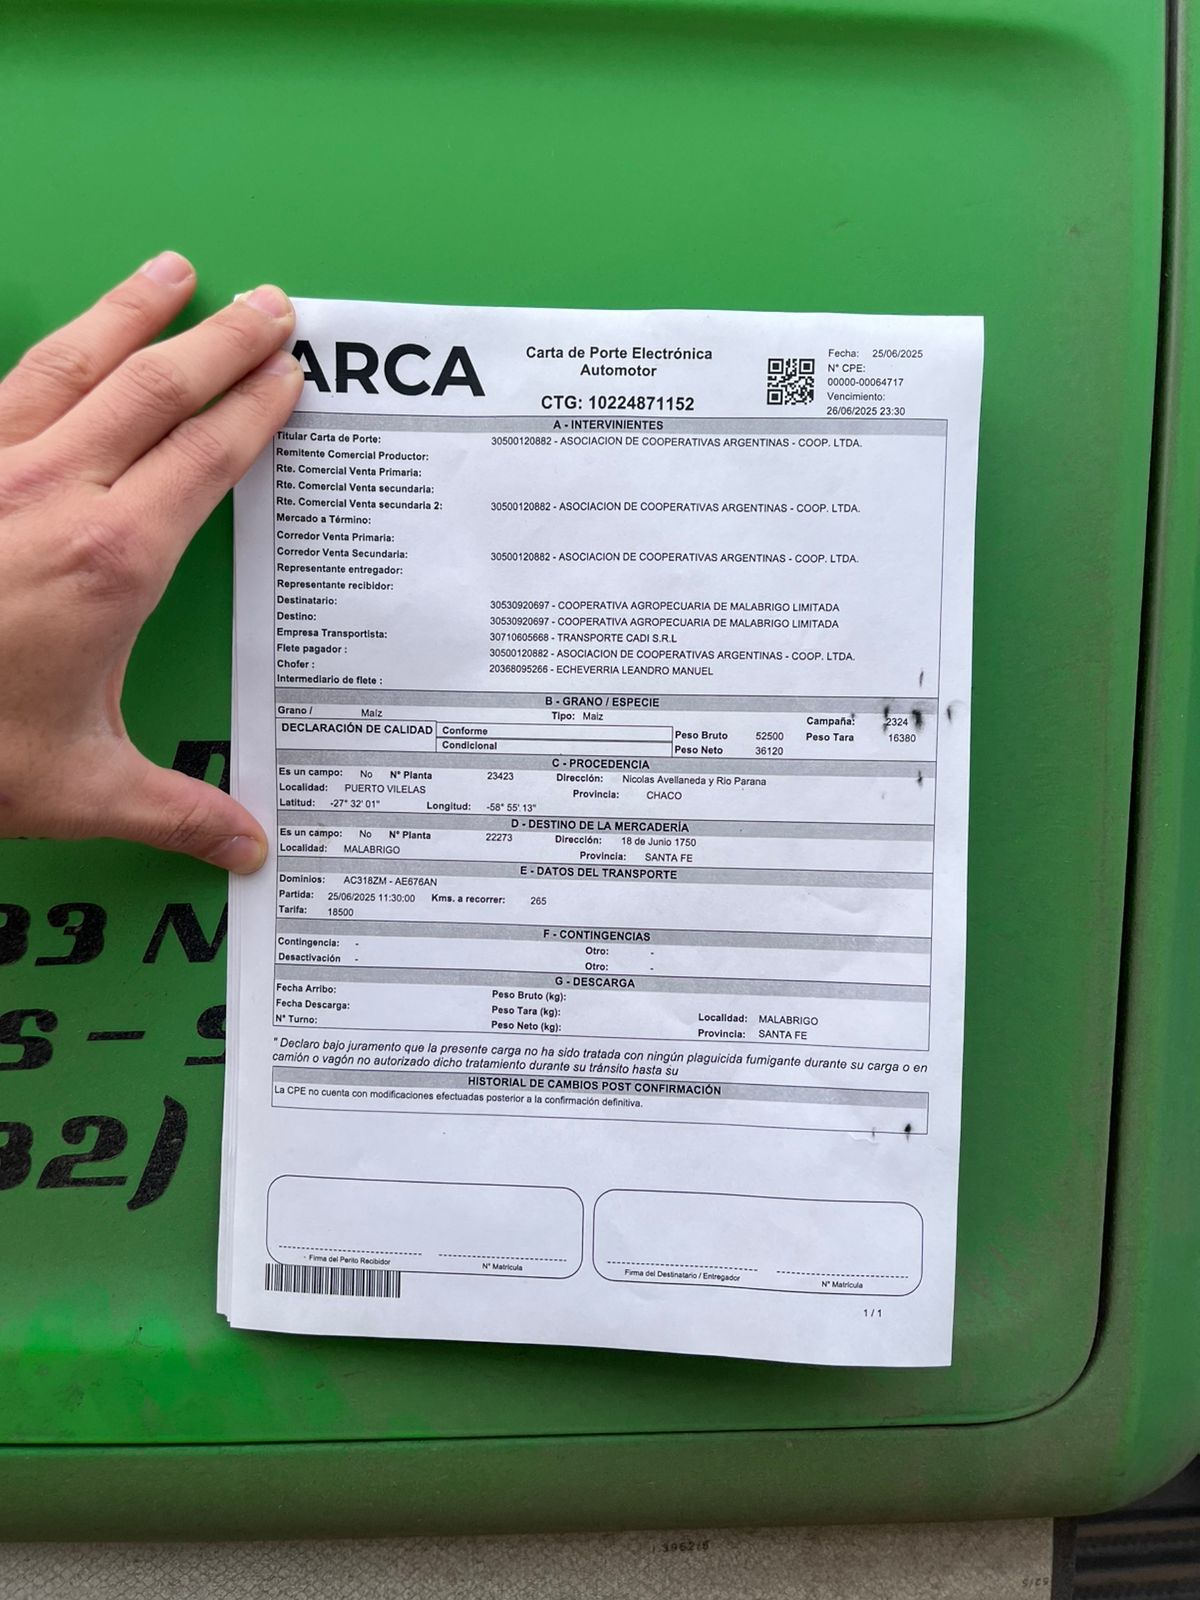 ARCA
Carta de Porte Electrónica
Automotor
CTG: 10224871152
Fecha: 25/06/2025
N° CPE:
00000-00064717
Vencimiento:
26/06/2025 23:30
A - INTERVINIENTES
Titular Carta de Porte: 30500120882 - ASOCIACION DE COOPERATIVAS ARGENTINAS - COOP. LTDA.
Remitente Comercial Productor:
Rte. Comercial Venta Primaria:
Rte. Comercial Venta secundaria:
Rte. Comercial Venta secundaria 2: 30500120882 - ASOCIACION DE COOPERATIVAS ARGENTINAS - COOP. LTDA.
Mercado a Término:
Corredor Venta Primaria:
Corredor Venta Secundaria: 30500120882 - ASOCIACION DE COOPERATIVAS ARGENTINAS - COOP. LTDA.
Representante entregador:
Representante recibidor:
Destinatario: 30530920697 - COOPERATIVA AGROPECUARIA DE MALABRIGO LIMITADA
Destino: 30530920697 - COOPERATIVA AGROPECUARIA DE MALABRIGO LIMITADA
Empresa Transportista: 30710605668 - TRANSPORTE CADI S.R.L
Flete pagador : 30500120882 - ASOCIACION DE COOPERATIVAS ARGENTINAS - COOP. LTDA.
Chofer : 20368095266 - ECHEVERRIA LEANDRO MANUEL
Intermediario de flete :
B - GRANO / ESPECIE
Grano / Maíz Tipo: Maiz Campaña: 2324
DECLARACIÓN DE CALIDAD Conforme Peso Bruto 52500 Peso Tara 16380
Condicional Peso Neto 36120
C - PROCEDENCIA
Es un campo: No N° Planta 23423 Dirección: Nicolas Avellaneda y Rio Parana
Localidad: PUERTO VILELAS Provincia: CHACO
Latitud: -27° 32' 01" Longitud: -58° 55' 13"
D - DESTINO DE LA MERCADERÍA
Es un campo: No N° Planta 22273 Dirección: 18 de Junio 1750
Localidad: MALABRIGO Provincia: SANTA FE
E - DATOS DEL TRANSPORTE
Dominios: AC318ZM - AE676AN
Partida: 25/06/2025 11:30:00 Kms. a recorrer: 265
Tarifa: 18500
F - CONTINGENCIAS
Contingencia: - Otro: -
Desactivación - Otro: -
G - DESCARGA
Fecha Arribo: Peso Bruto (kg):
Fecha Descarga: Peso Tara (kg): Localidad: MALABRIGO
N° Turno: Peso Neto (kg): Provincia: SANTA FE
" Declaro bajo juramento que la presente carga no ha sido tratada con ningún plaguicida fumigante durante su carga o en
camión o vagón no autorizado dicho tratamiento durante su tránsito hasta su
HISTORIAL DE CAMBIOS POST CONFIRMACIÓN
La CPE no cuenta con modificaciones efectuadas posterior a la confirmación definitiva.
Firma del Perito Recibidor N° Matrícula
Firma del Destinatario / Entregador N° Matrícula
1 / 1
33 N
S - S
32)